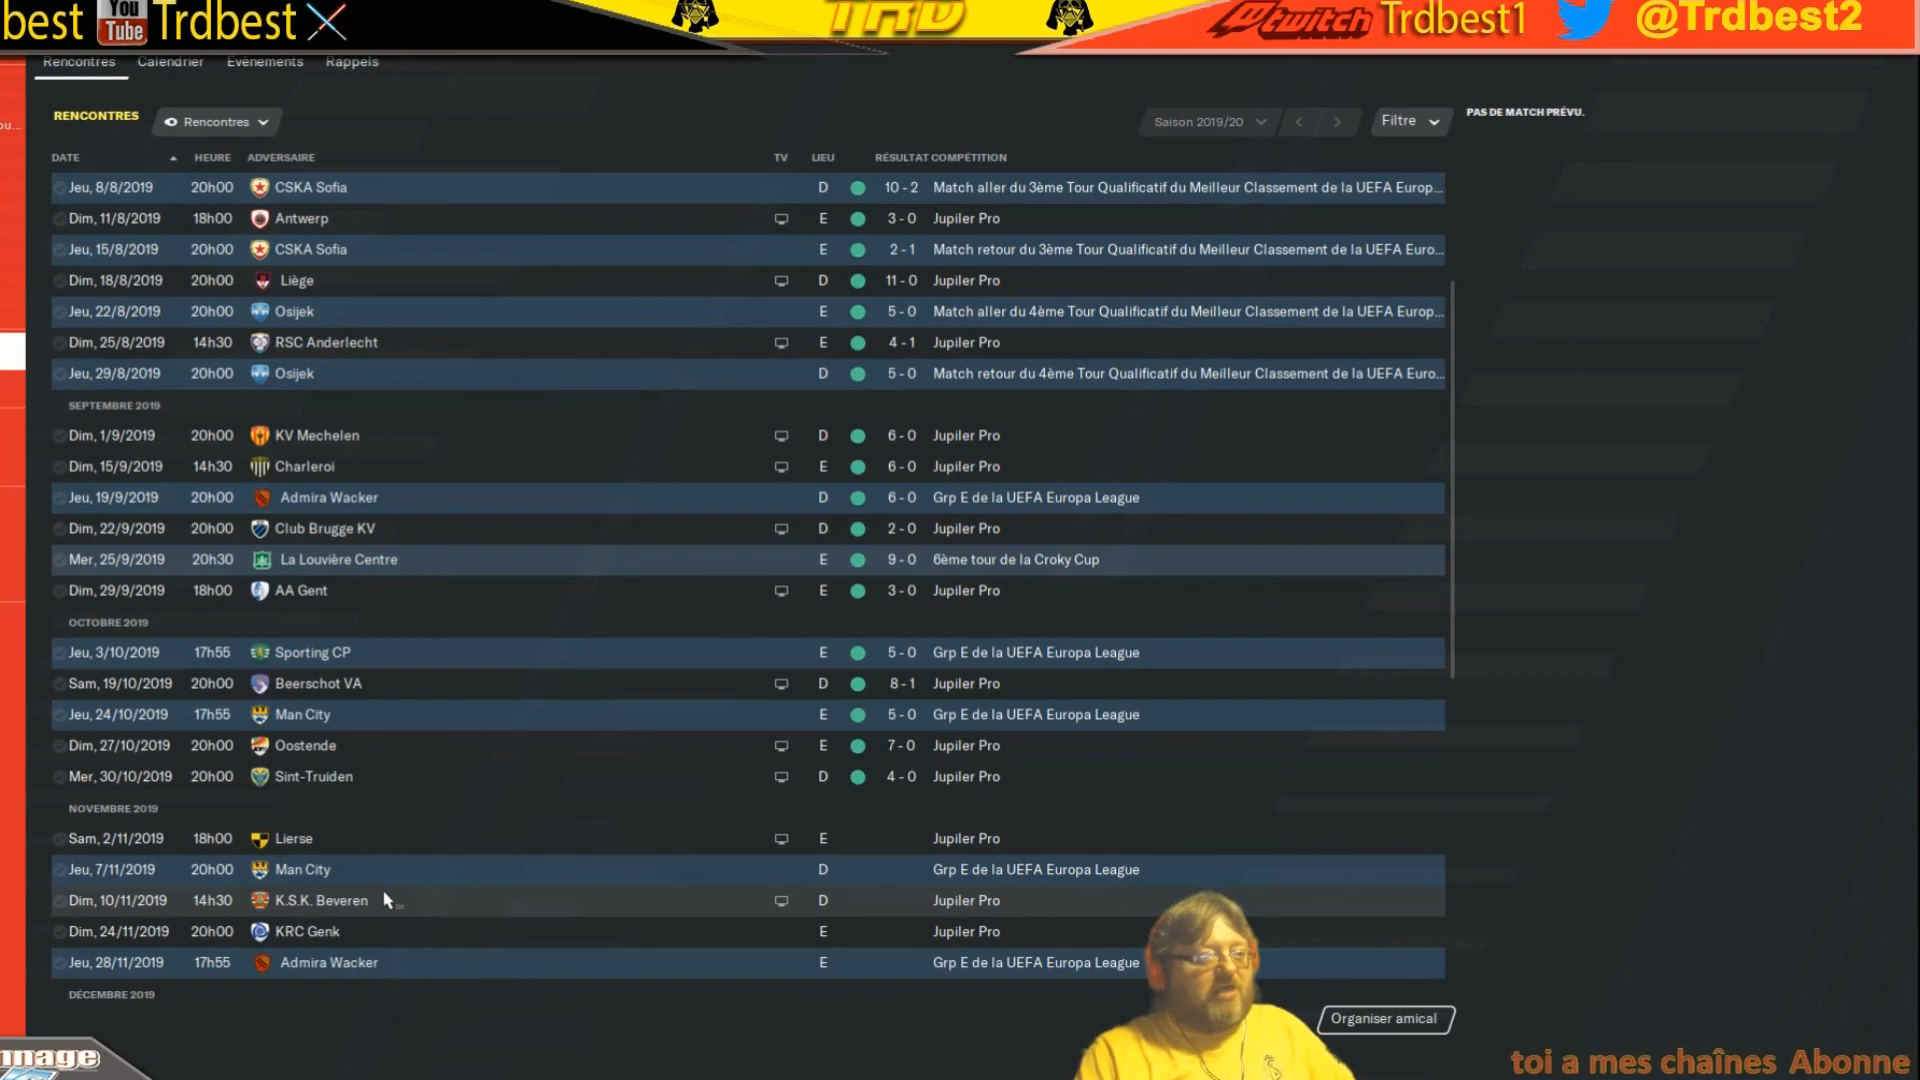 best You Tube Trdbest TRD twitch Trdbest1 @Trdbest2
Rencontres Calendrier Evènements Rappels
ou...
RENCONTRES Rencontres Saison 2019/20 Filtre PAS DE MATCH PRÉVU.
DATE HEURE ADVERSAIRE TV LIEU RÉSULTAT COMPÉTITION
Jeu, 8/8/2019 20h00 CSKA Sofia D 10 - 2 Match aller du 3ème Tour Qualificatif du Meilleur Classement de la UEFA Europ...
Dim, 11/8/2019 18h00 Antwerp E 3 - 0 Jupiler Pro
Jeu, 15/8/2019 20h00 CSKA Sofia E 2 - 1 Match retour du 3ème Tour Qualificatif du Meilleur Classement de la UEFA Euro...
Dim, 18/8/2019 20h00 Liège D 11 - 0 Jupiler Pro
Jeu, 22/8/2019 20h00 Osijek E 5 - 0 Match aller du 4ème Tour Qualificatif du Meilleur Classement de la UEFA Europ...
Dim, 25/8/2019 14h30 RSC Anderlecht E 4 - 1 Jupiler Pro
Jeu, 29/8/2019 20h00 Osijek D 5 - 0 Match retour du 4ème Tour Qualificatif du Meilleur Classement de la UEFA Euro...
SEPTEMBRE 2019
Dim, 1/9/2019 20h00 KV Mechelen D 6 - 0 Jupiler Pro
Dim, 15/9/2019 14h30 Charleroi E 6 - 0 Jupiler Pro
Jeu, 19/9/2019 20h00 Admira Wacker D 6 - 0 Grp E de la UEFA Europa League
Dim, 22/9/2019 20h00 Club Brugge KV D 2 - 0 Jupiler Pro
Mer, 25/9/2019 20h30 La Louvière Centre E 9 - 0 6ème tour de la Croky Cup
Dim, 29/9/2019 18h00 AA Gent E 3 - 0 Jupiler Pro
OCTOBRE 2019
Jeu, 3/10/2019 17h55 Sporting CP E 5 - 0 Grp E de la UEFA Europa League
Sam, 19/10/2019 20h00 Beerschot VA D 8 - 1 Jupiler Pro
Jeu, 24/10/2019 17h55 Man City E 5 - 0 Grp E de la UEFA Europa League
Dim, 27/10/2019 20h00 Oostende E 7 - 0 Jupiler Pro
Mer, 30/10/2019 20h00 Sint-Truiden D 4 - 0 Jupiler Pro
NOVEMBRE 2019
Sam, 2/11/2019 18h00 Lierse E Jupiler Pro
Jeu, 7/11/2019 20h00 Man City D Grp E de la UEFA Europa League
Dim, 10/11/2019 14h30 K.S.K. Beveren D Jupiler Pro
Dim, 24/11/2019 20h00 KRC Genk E Jupiler Pro
Jeu, 28/11/2019 17h55 Admira Wacker E Grp E de la UEFA Europa League
DÉCEMBRE 2019
Organiser amical
nnage
toi a mes chaînes Abonne